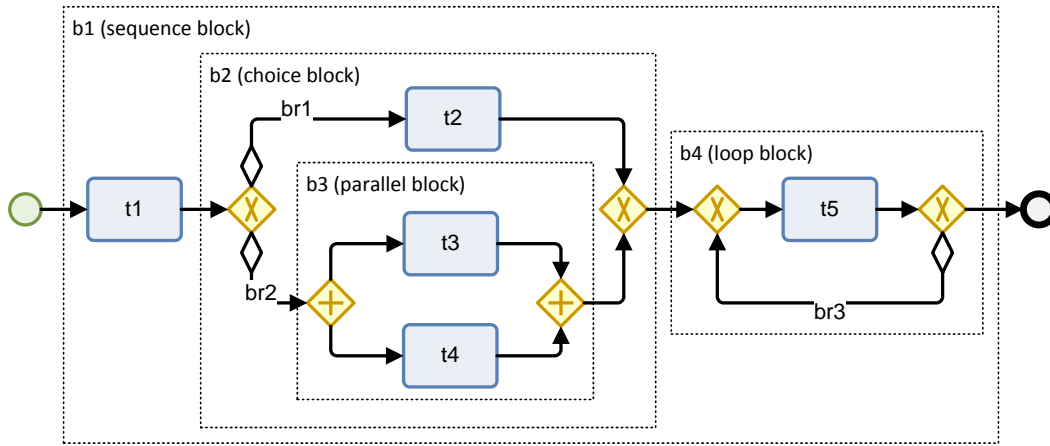 b1 (sequence block)
b2 (choice block)
br1
t2
b4 (loop block)
b3 (parallel block)
t1
t3
t5
br2
br3
t4